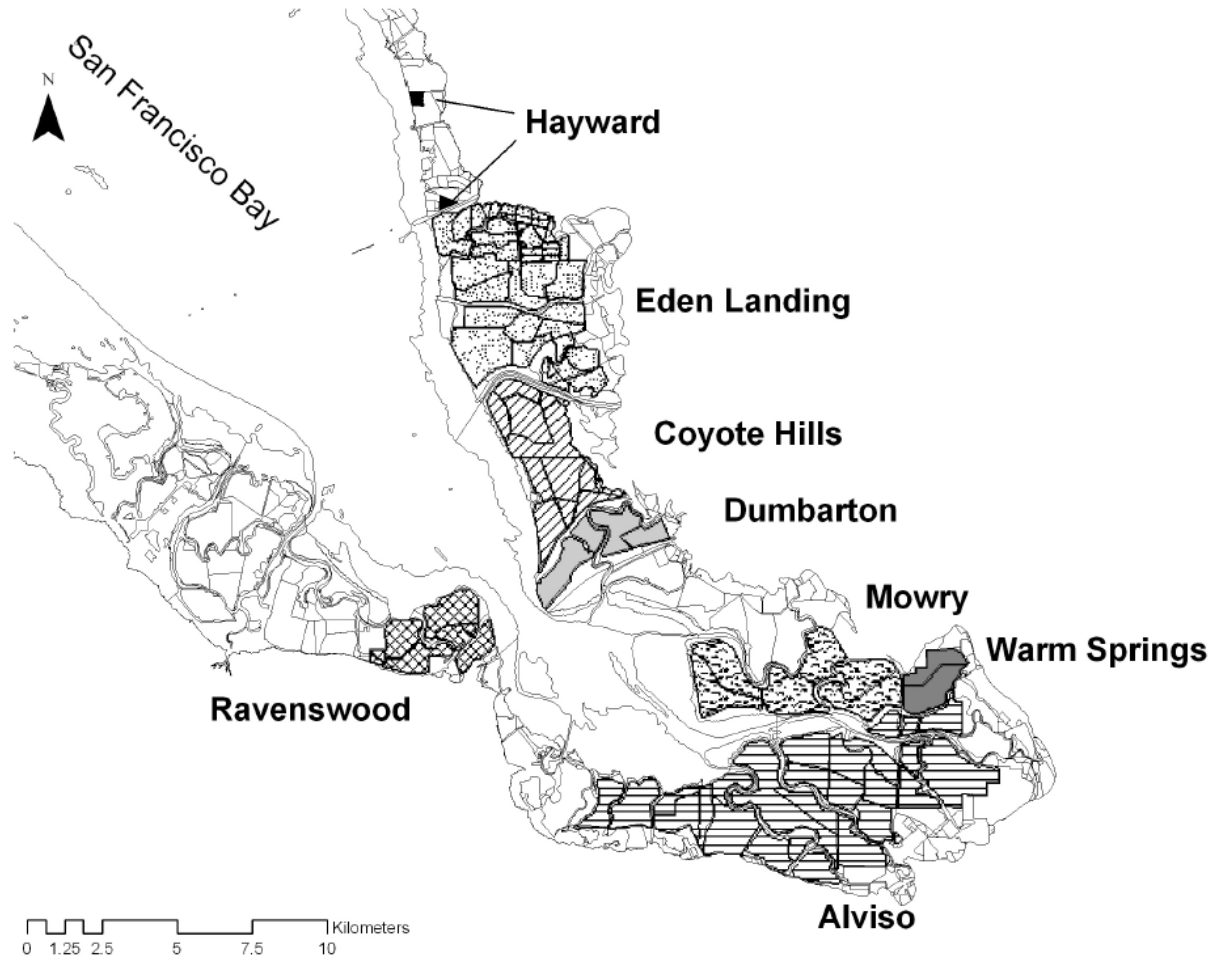 San Francisco Bay
N
Hayward
Eden Landing
Coyote Hills
Dumbarton
Mowry
Warm Springs
Ravenswood
Alviso
Kilometers
0 1.25 2.5 5 7.5 10